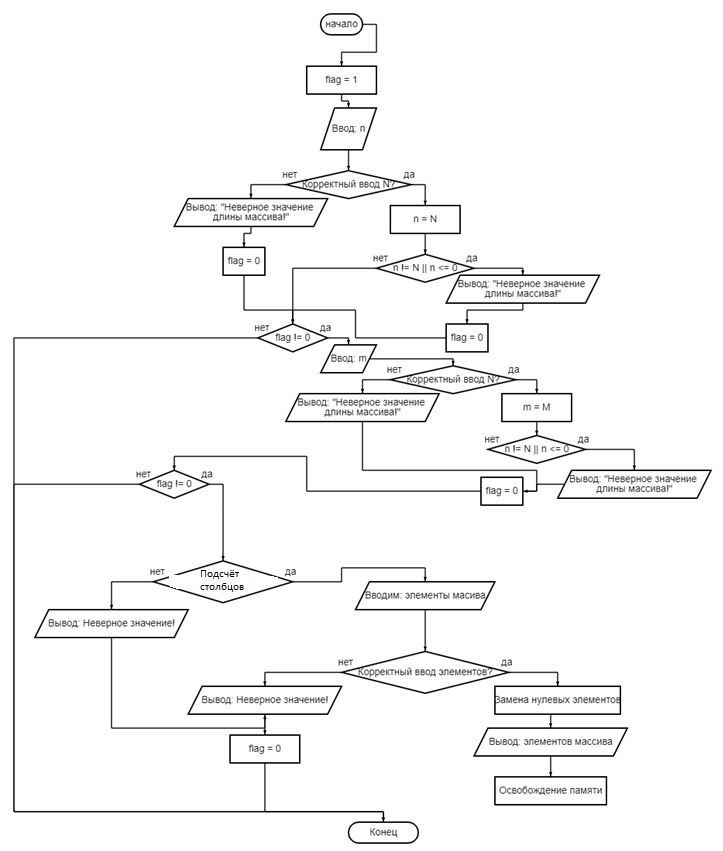 начало
flag = 1
Ввод: n
нет
да
Корректный ввод N?
Вывод: "Неверное значение
длины массива!"
n = N
flag = 0
нет
да
n != N || n <= 0
Вывод: "Неверное значение
длины массива!"
нет
да
flag != 0
flag = 0
Ввод: m
нет
да
Корректный ввод N?
Вывод: "Неверное значение
длины массива!"
m = M
нет
да
n != N || n <= 0
нет
да
flag != 0
flag = 0
Вывод: "Неверное значение
длины массива!"
нет
да
Подсчёт
столбцов
Вводим: элементы масива
Вывод: Неверное значение!
нет
да
Корректный ввод элементов?
Вывод: Неверное значение!
Замена нулевых элементов
flag = 0
Вывод: элементов массива
Освобождение памяти
Конец